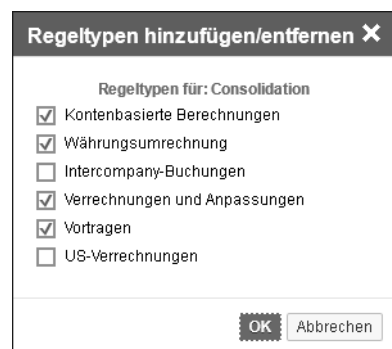 Regeltypen hinzufügen/entfernen
Regeltypen für: Consolidation
Kontenbasierte Berechnungen
Währungsumrechnung
Intercompany-Buchungen
Verrechnungen und Anpassungen
Vortragen
US-Verrechnungen
OK Abbrechen